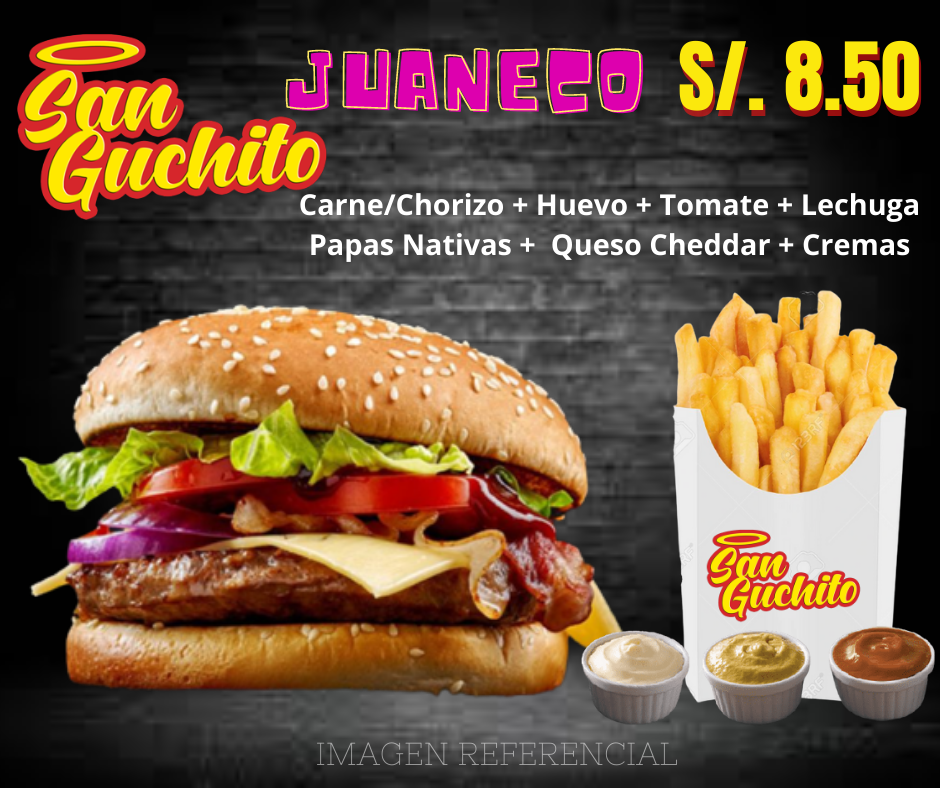 San
Guchito
JUANECO S/. 8.50
Carne/Chorizo + Huevo + Tomate + Lechuga
Papas Nativas + Queso Cheddar + Cremas
San
Guchito
IMAGEN REFERENCIAL